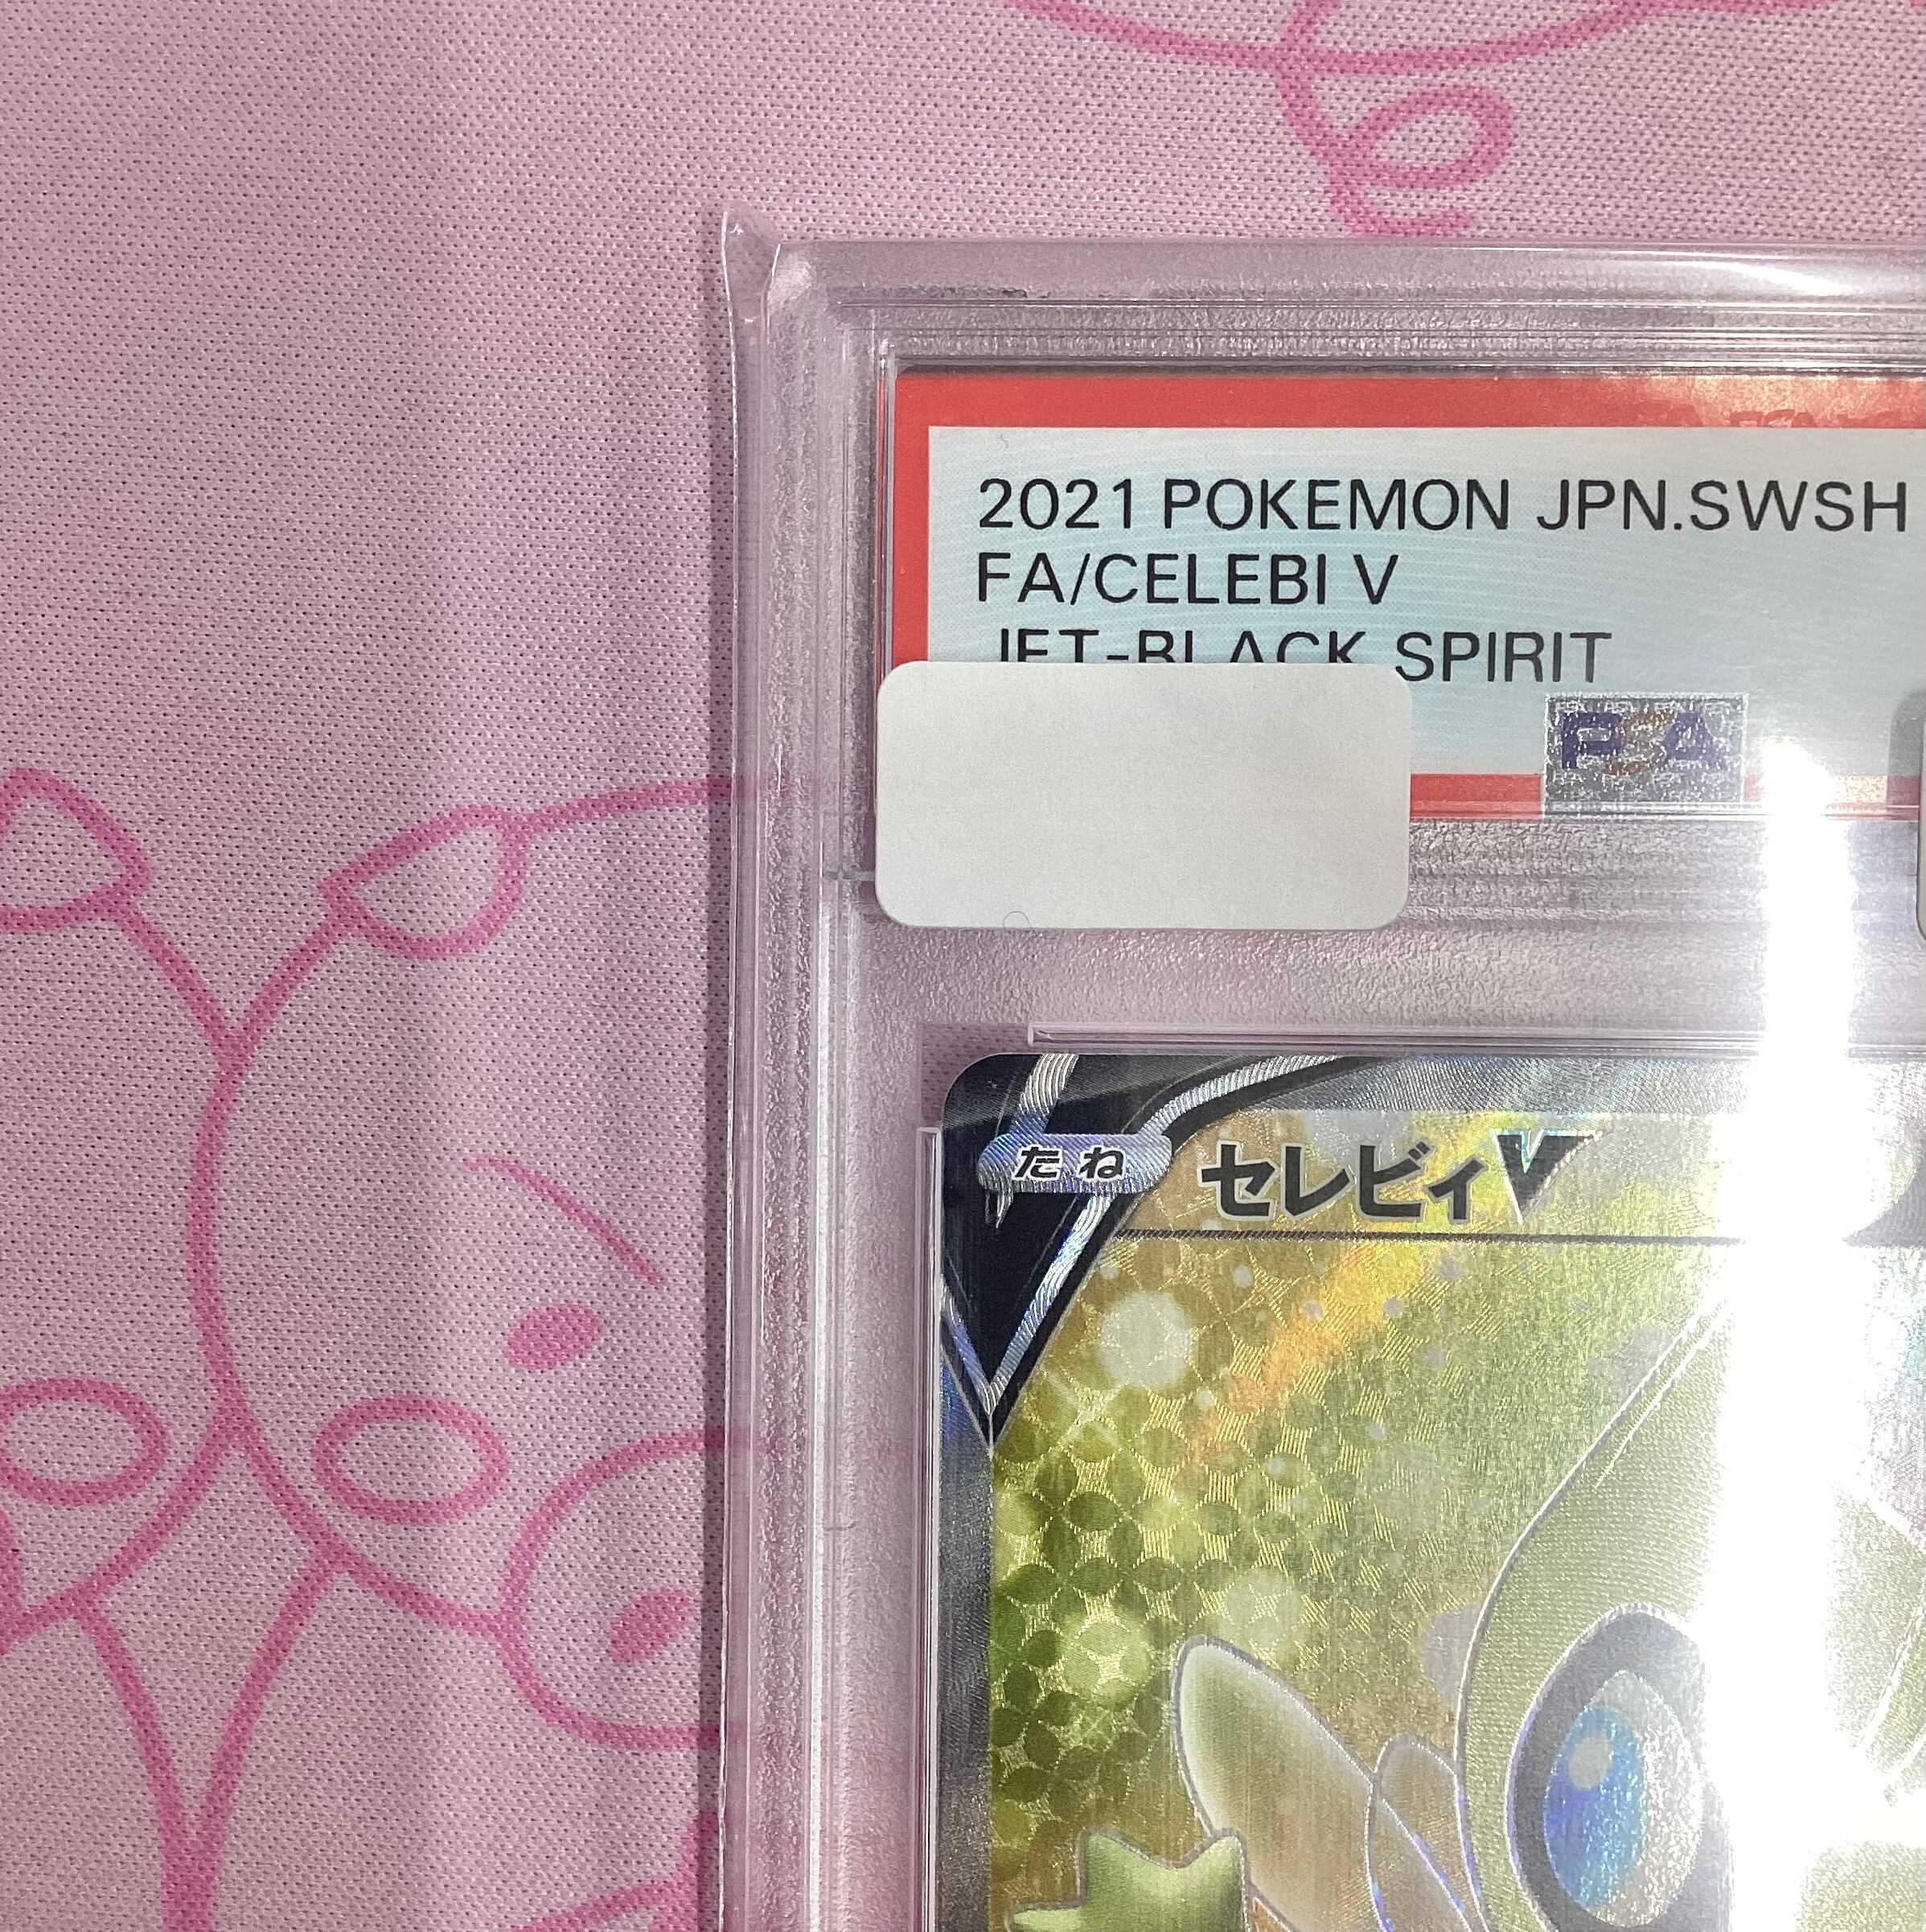 2021 POKEMON JPN.SWSH
FA/CELEBI V
JET-BLACK SPIRIT
PSA
たね
セレビィV